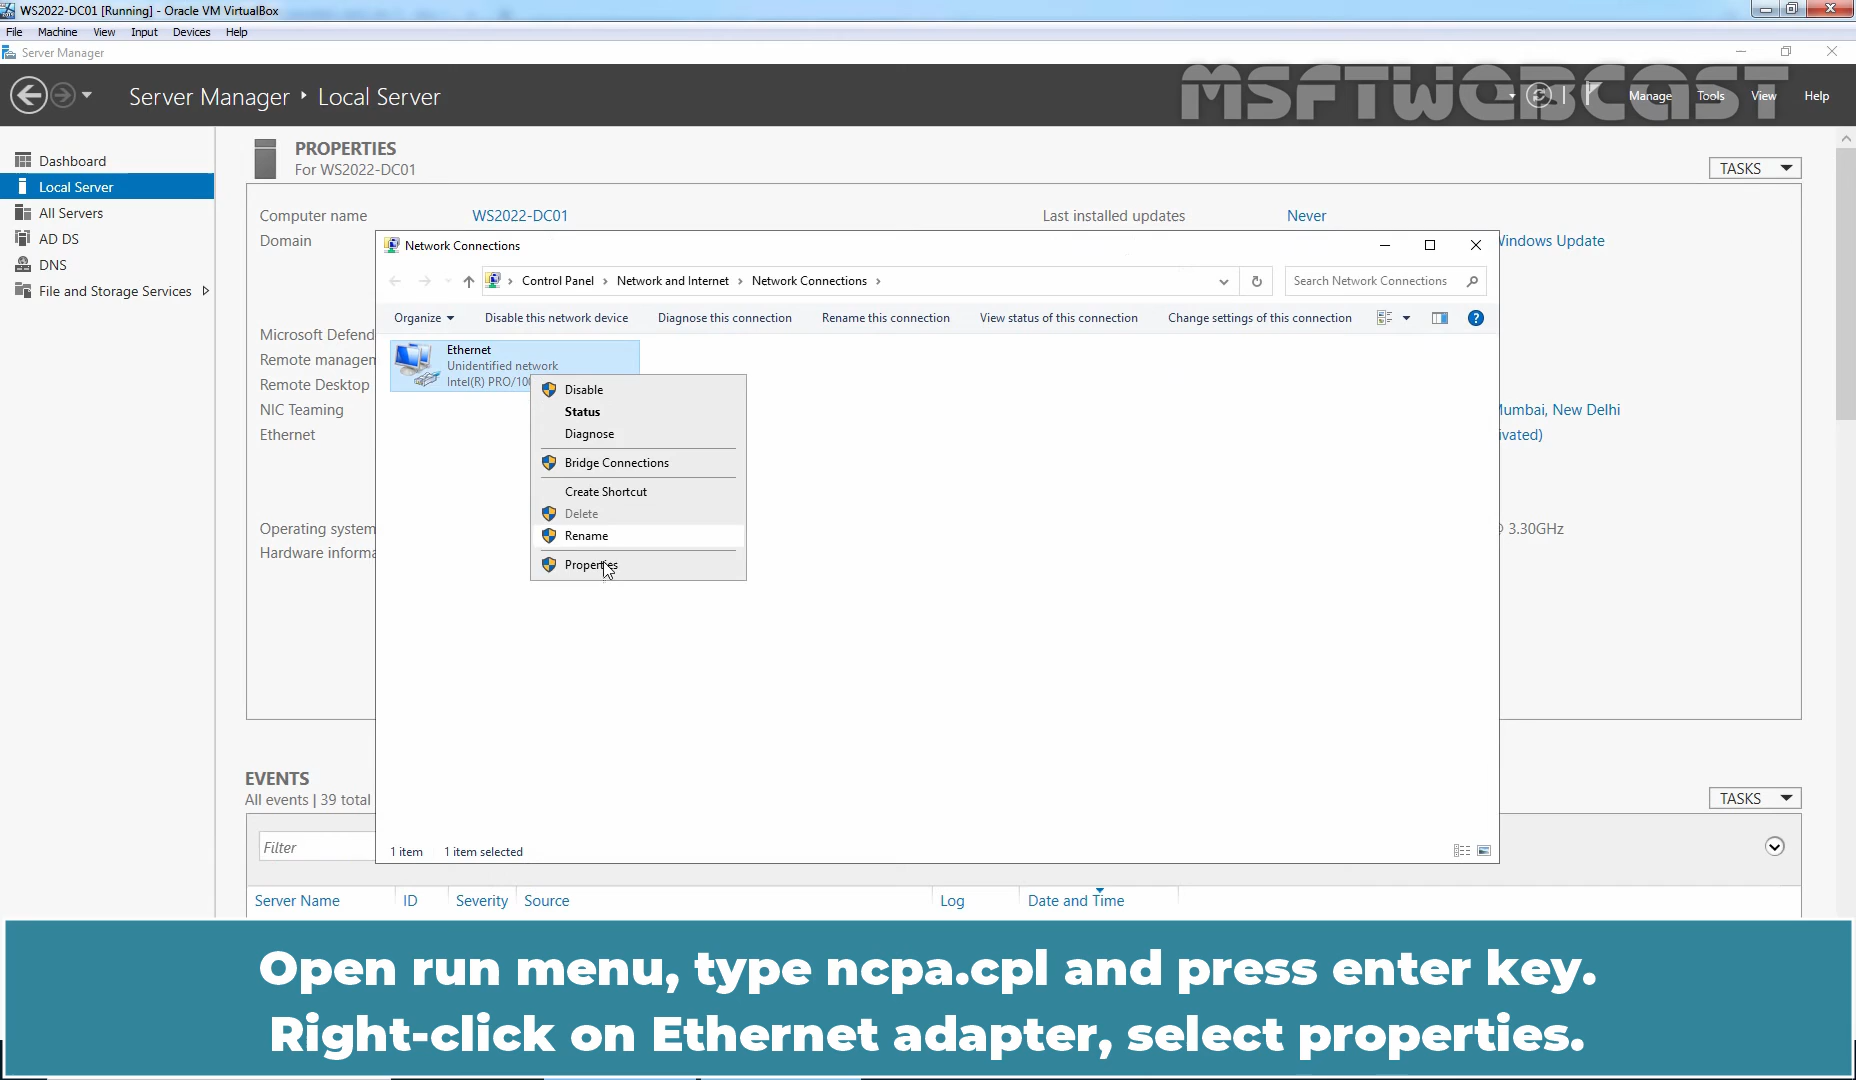 WS2022-DC01 [Running] - Oracle VM VirtualBox
File Machine View Input Devices Help
Server Manager
Server Manager ‣ Local Server
MSFTWEBCAST
Manage Tools View Help
Dashboard
Local Server
All Servers
AD DS
DNS
File and Storage Services
PROPERTIES
For WS2022-DC01
TASKS
Computer name WS2022-DC01
Last installed updates Never
Domain
Windows Update
Microsoft Defend
Remote managem
Remote Desktop
NIC Teaming
Ethernet
Mumbai, New Delhi
ivated)
Operating system
Hardware informa
3.30GHz
Network Connections
Control Panel › Network and Internet › Network Connections ›
Search Network Connections
Organize Disable this network device Diagnose this connection Rename this connection View status of this connection Change settings of this connection
Ethernet
Unidentified network
Intel(R) PRO/100
Disable
Status
Diagnose
Bridge Connections
Create Shortcut
Delete
Rename
Properties
1 item 1 item selected
EVENTS
All events | 39 total
TASKS
Filter
Server Name ID Severity Source Log Date and Time
Open run menu, type ncpa.cpl and press enter key.
Right-click on Ethernet adapter, select properties.